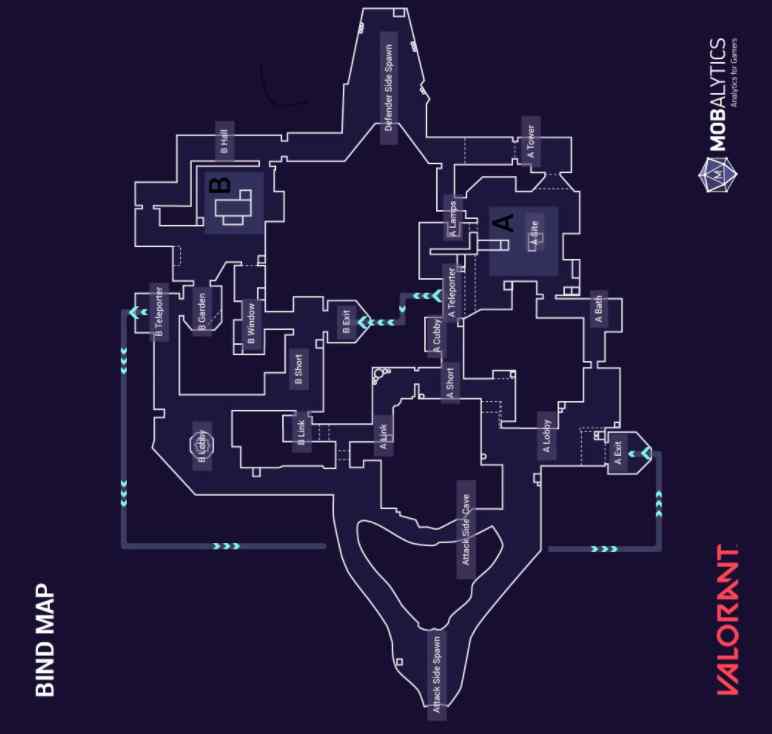 BIND MAP
VALORANT
MOBALYTICS
Analytics for Gamers
Defender Side Spawn
B Hall
A Tower
B
A
A Lamps
A Site
B Teleporter
B Garden
B Window
B Exit
A Teleporter
A Cubby
A Bath
B Short
A Short
B Lobby
B Link
A Link
A Lobby
A Exit
Attack Side Cave
Attack Side Spawn